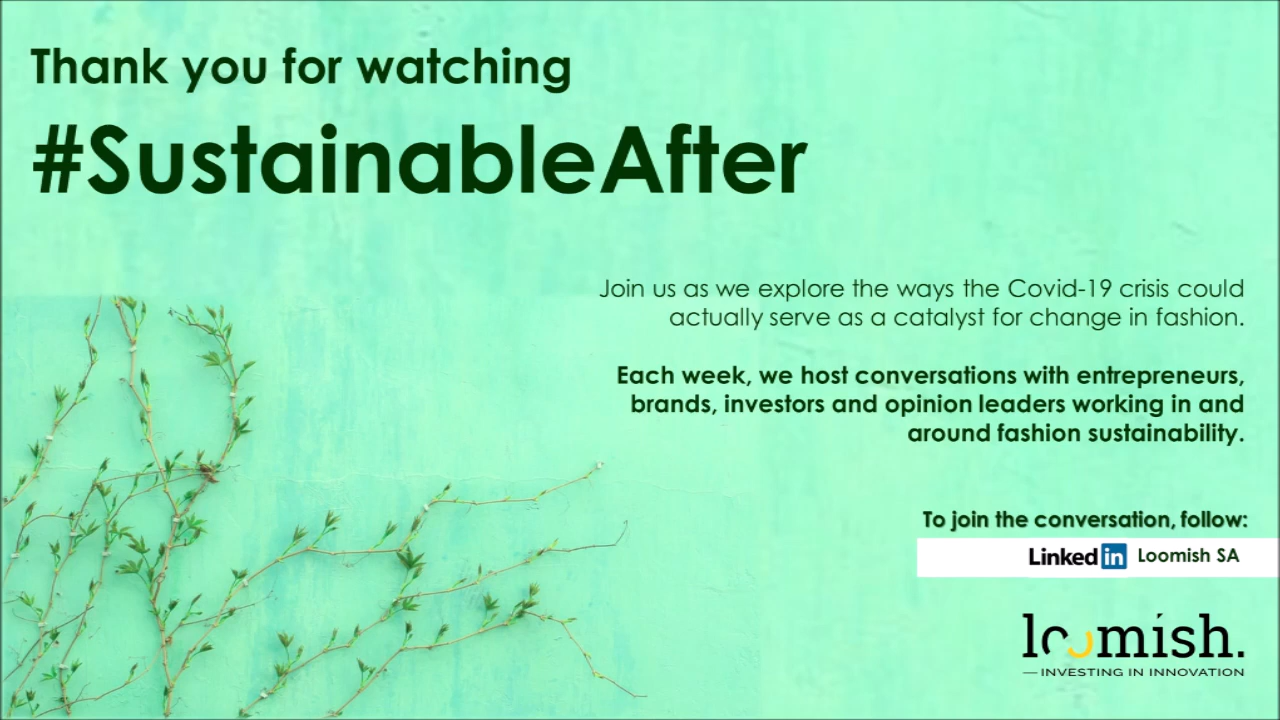 Thank you for watching
#SustainableAfter
Join us as we explore the ways the Covid-19 crisis could
actually serve as a catalyst for change in fashion.
Each week, we host conversations with entrepreneurs,
brands, investors and opinion leaders working in and
around fashion sustainability.
To join the conversation, follow:
Linkedin Loomish SA
loomish.
—INVESTING IN INNOVATION